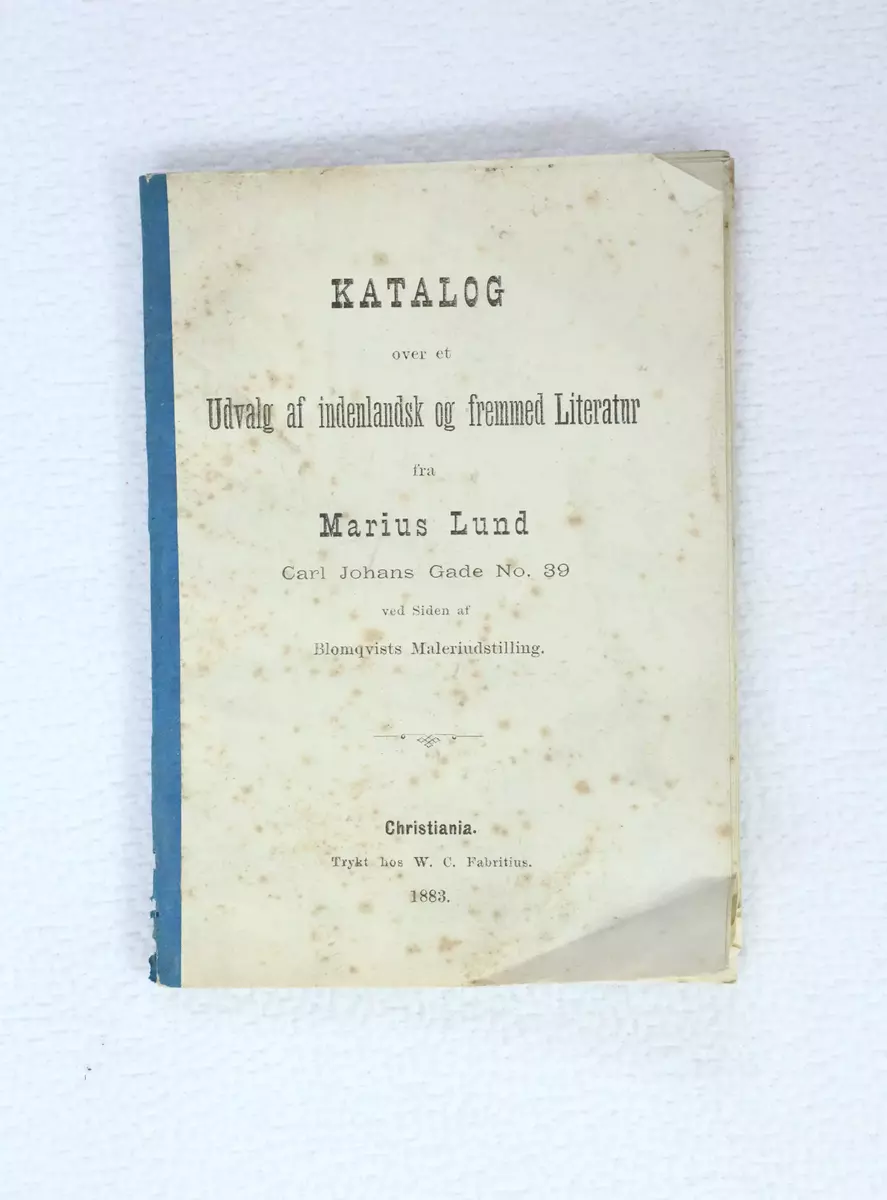 KATALOG
over et
Udvalg af indenlandsk og fremmed Literatur
fra
Marius Lund
Carl Johans Gade No. 39
ved Siden af
Blomqvists Maleriudstilling.
Christiania.
Trykt hos W. C. Fabritius.
1883.